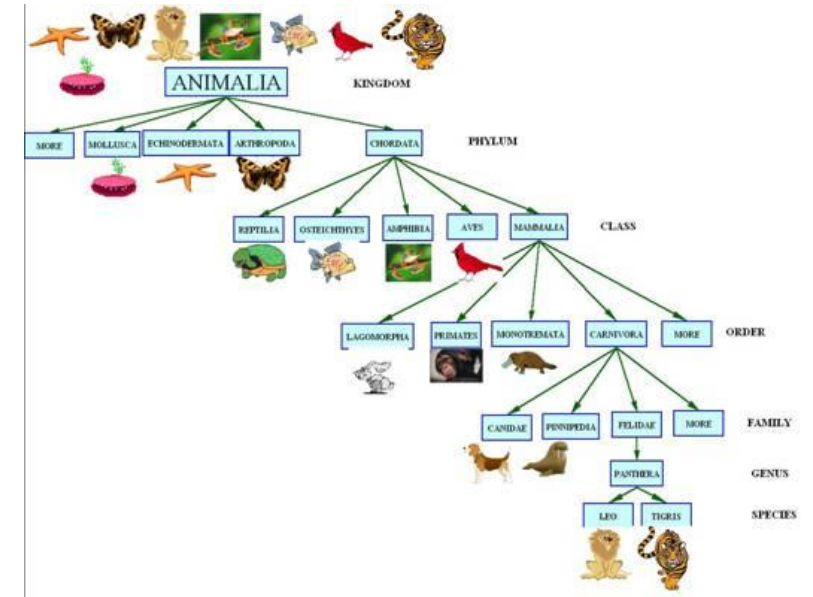 ANIMALIA KINGDOM
MORE MOLLUSCA ECHINODERMATA ARTHROPODA CHORDATA PHYLUM
REPTILIA OSTEICHTHYES AMPHIBIA AVES MAMMALIA CLASS
LAGOMORPHA PRIMATES MONOTREMATA CARNIVORA MORE ORDER
CANIDAE PINNIPEDIA FELIDAE MORE FAMILY
PANTHERA GENUS
LEO TIGRIS SPECIES